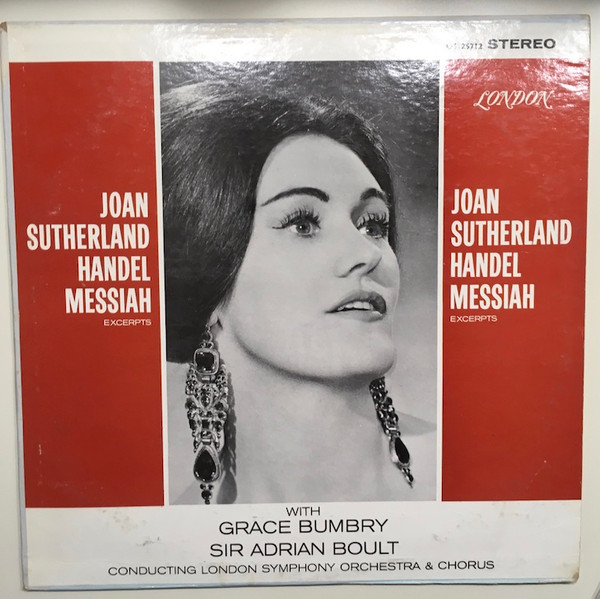 STEREO
LONDON
JOAN
SUTHERLAND
HANDEL
MESSIAH
EXCERPTS
JOAN
SUTHERLAND
HANDEL
MESSIAH
EXCERPTS
WITH
GRACE BUMBRY
SIR ADRIAN BOULT
CONDUCTING LONDON SYMPHONY ORCHESTRA & CHORUS